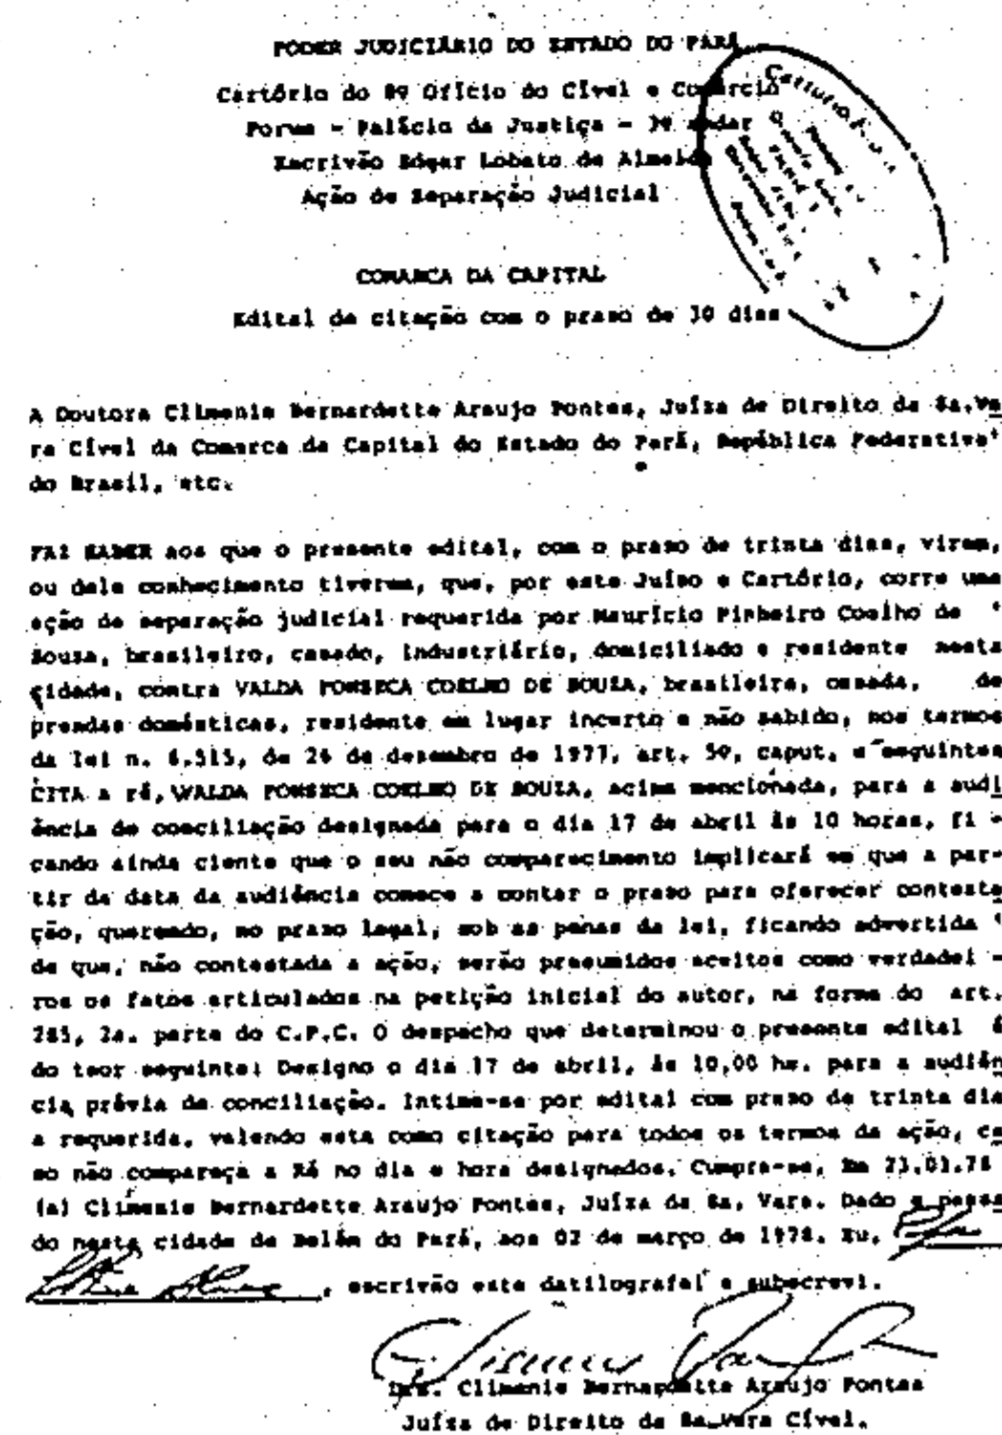 PODER JUDICIÁRIO DO ESTADO DO PARÁ
Cartório do 8º Ofício do Cível e Comércio
Forum - Palácio da Justiça - 3º andar
Escrivão Edgar Lobato de Almeida
Ação de Separação Judicial
COMARCA DA CAPITAL
Edital de citação com o prazo de 30 dias
A Doutora Climenie Bernardette Araujo Pontes, Juíza de Direito da 8a.Va
ra Cível da Comarca da Capital do Estado do Pará, República Federativa'
do Brasil, etc.
FAZ SABER aos que o presente edital, com o prazo de trinta dias, virem,
ou dele conhecimento tiverem, que, por este Juízo e Cartório, corre uma
ação de separação judicial requerida por Maurício Pinheiro Coelho de '
Souza, brasileiro, casado, industriário, domiciliado e residente nesta
cidade, contra VALDA FONSECA COELHO DE SOUZA, brasileira, casada, de
prendas domésticas, residente em lugar incerto e não sabido, nos termos
da lei n. 6.515, de 26 de dezembro de 1977, art. 5º, caput, e seguintes
CITA a ré, WALDA FONSECA COELHO DE SOUZA, acima mencionada, para a audi
ência de conciliação designada para o dia 17 de abril às 10 horas, fi -
cando ainda ciente que o seu não comparecimento implicará em que a par-
tir da data da audiência comece a contar o prazo para oferecer contesta
ção, querendo, no prazo legal, sob as penas da lei, ficando advertida '
de que, não contestada a ação, serão presumidos aceitos como verdadei -
ros os fatos articulados na petição inicial do autor, na forma do art.
285, 2a. parte do C.P.C. O despacho que determinou o presente edital é
do teor seguinte: Designo o dia 17 de abril, às 10,00 hs. para a audiên
cia prévia de conciliação. Intime-se por edital com prazo de trinta dia
a requerida, valendo esta como citação para todos os termos da ação, ca
so não compareça a Ré no dia e hora designados. Cumpra-se. Em 23.01.78
(a) Climenie Bernardette Araujo Pontes, Juíza da 8a. Vara. Dado e passa
do nesta cidade de Belém do Pará, aos 02 de março de 1978. Eu,
, escrivão este datilografei e subscrevi.
Dra. Climenie Bernardette Araujo Pontes
Juíza de Direito da 8a.Vara Cível.